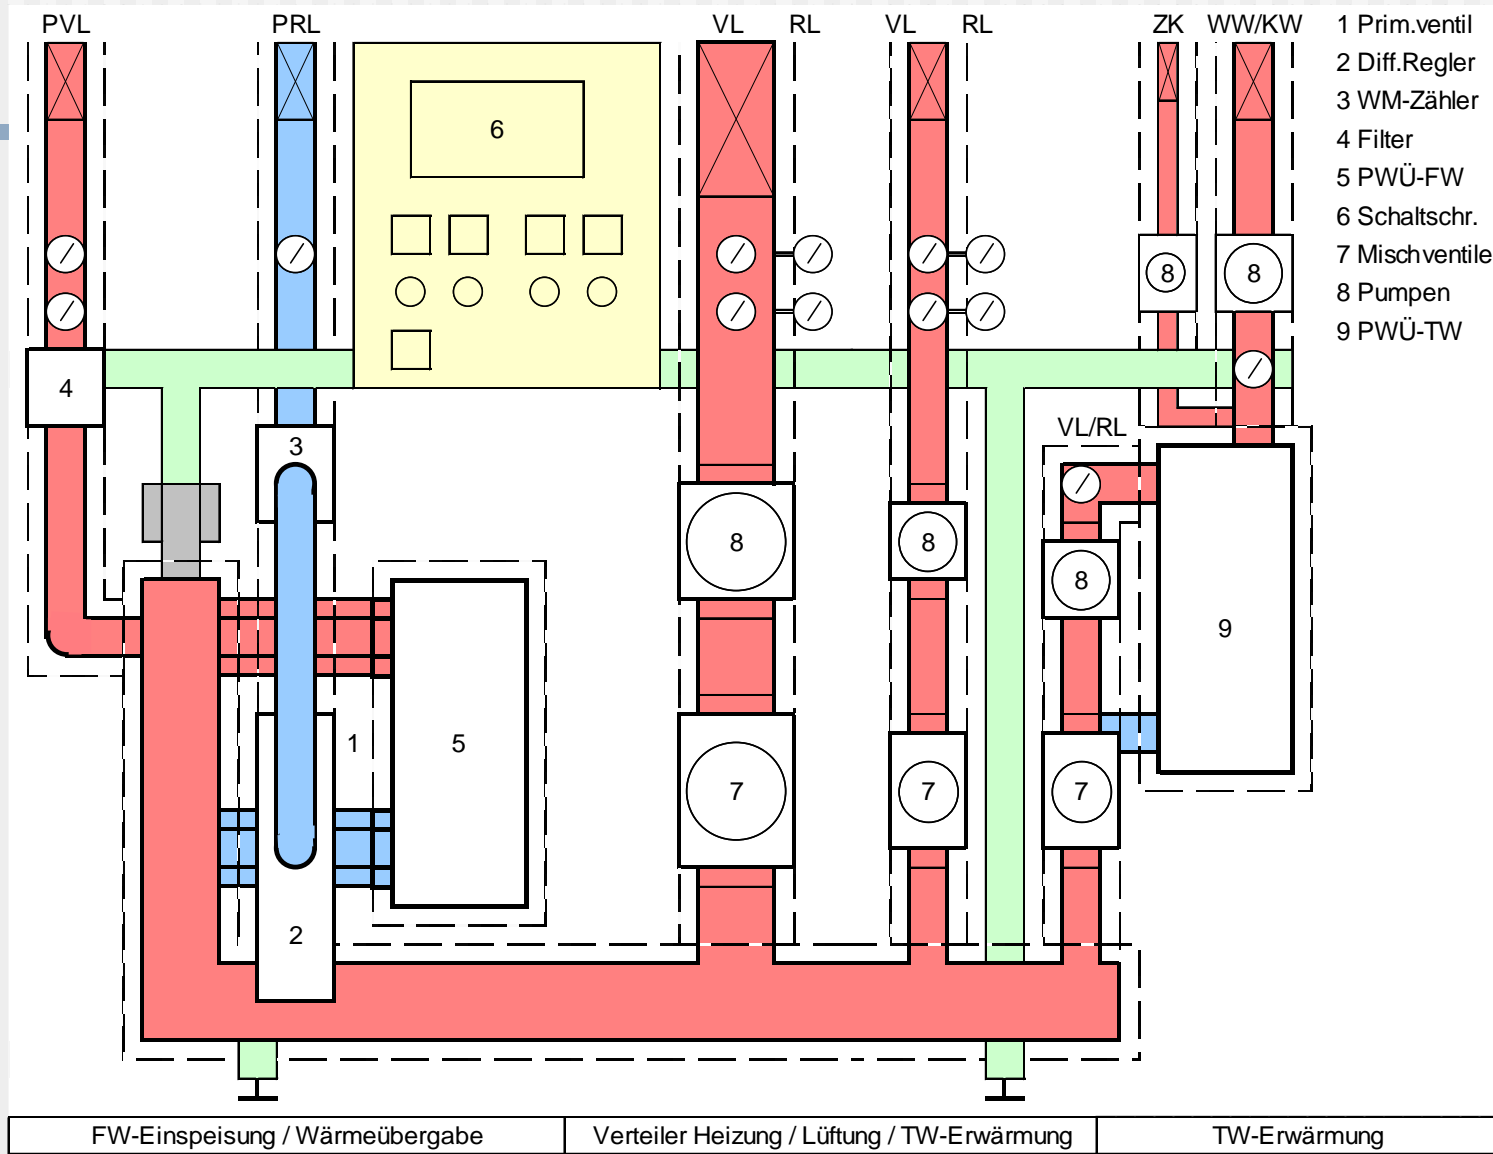 PVL PRL VL RL VL RL ZK WW/KW
1 Prim.ventil
2 Diff.Regler
3 WM-Zähler
4 Filter
5 PWÜ-FW
6 Schaltschr.
7 Mischventile
8 Pumpen
9 PWÜ-TW
6
8 8
4
VL/RL
3
8 8
8
9
1 5
7 7 7
2
FW-Einspeisung / Wärmeübergabe
Verteiler Heizung / Lüftung / TW-Erwärmung
TW-Erwärmung